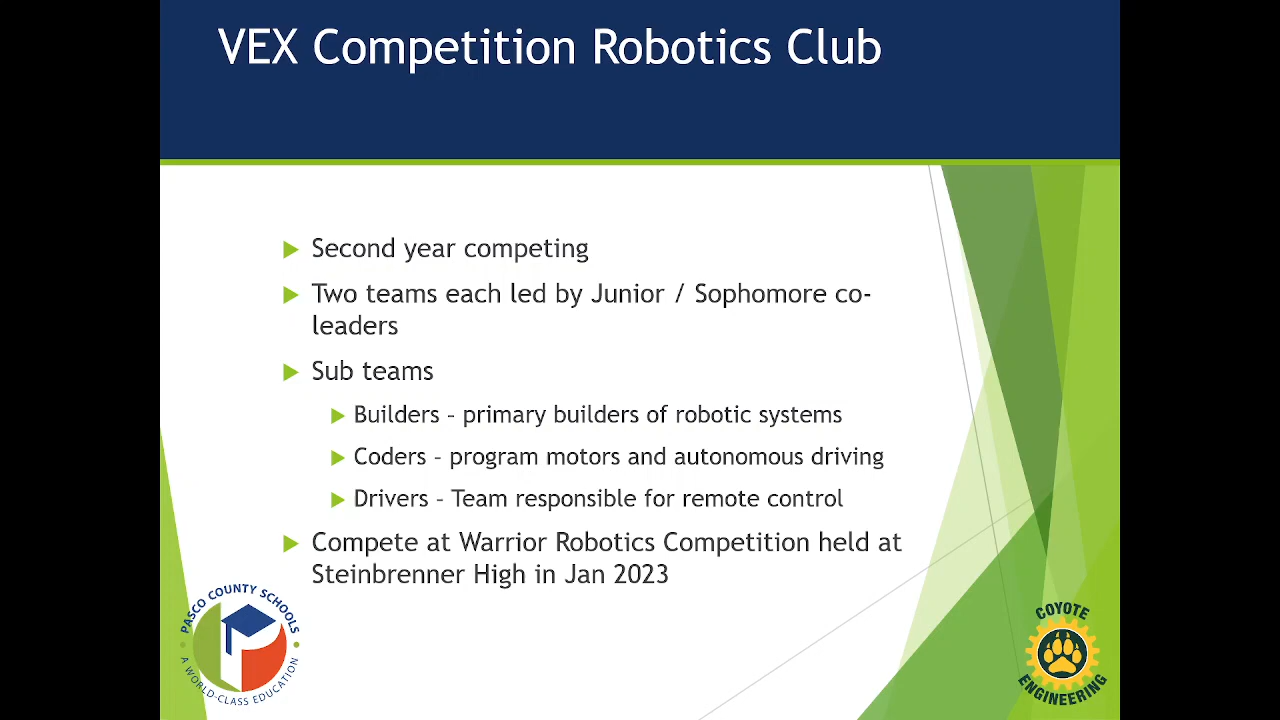 VEX Competition Robotics Club
Second year competing
Two teams each led by Junior / Sophomore co-
leaders
Sub teams
Builders – primary builders of robotic systems
Coders – program motors and autonomous driving
Drivers – Team responsible for remote control
Compete at Warrior Robotics Competition held at
Steinbrenner High in Jan 2023
PASCO COUNTY SCHOOLS
A WORLD-CLASS EDUCATION
COYOTE
ENGINEERING